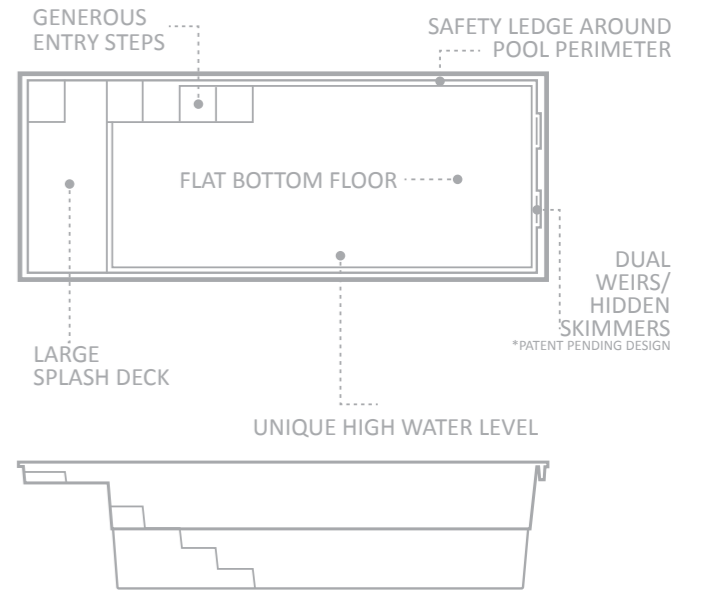 GENEROUS
ENTRY STEPS
SAFETY LEDGE AROUND
POOL PERIMETER
FLAT BOTTOM FLOOR
DUAL
WEIRS/
HIDDEN
SKIMMERS
*PATENT PENDING DESIGN
LARGE
SPLASH DECK
UNIQUE HIGH WATER LEVEL